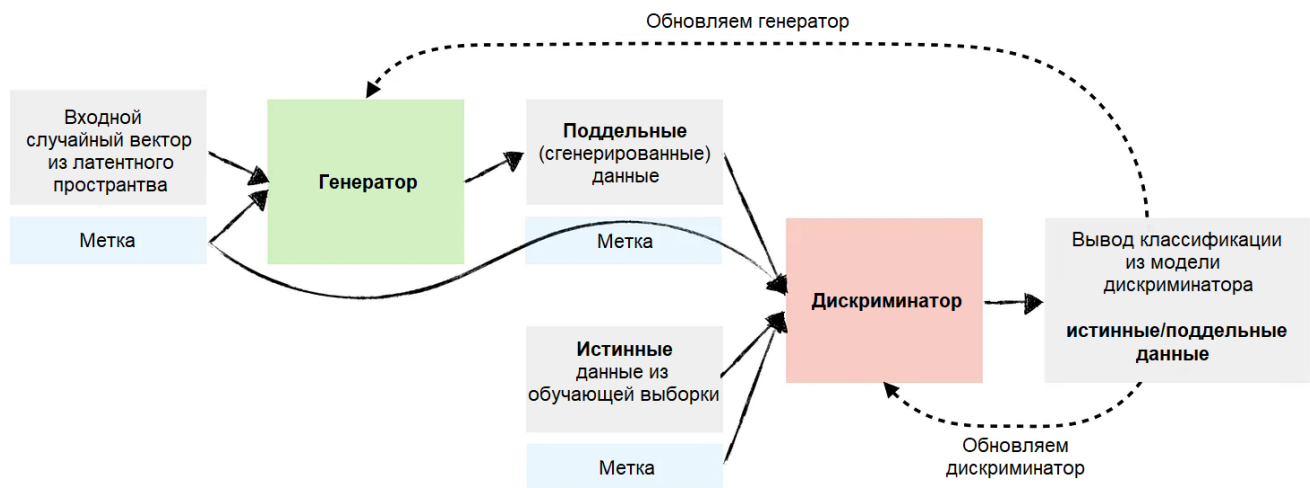 Обновляем генератор
Входной
случайный вектор
из латентного
пространтва
Метка
Генератор
Поддельные
(сгенерированные)
данные
Метка
Истинные
данные из
обучающей выборки
Метка
Дискриминатор
Вывод классификации
из модели
дискриминатора
истинные/поддельные
данные
Обновляем
дискриминатор